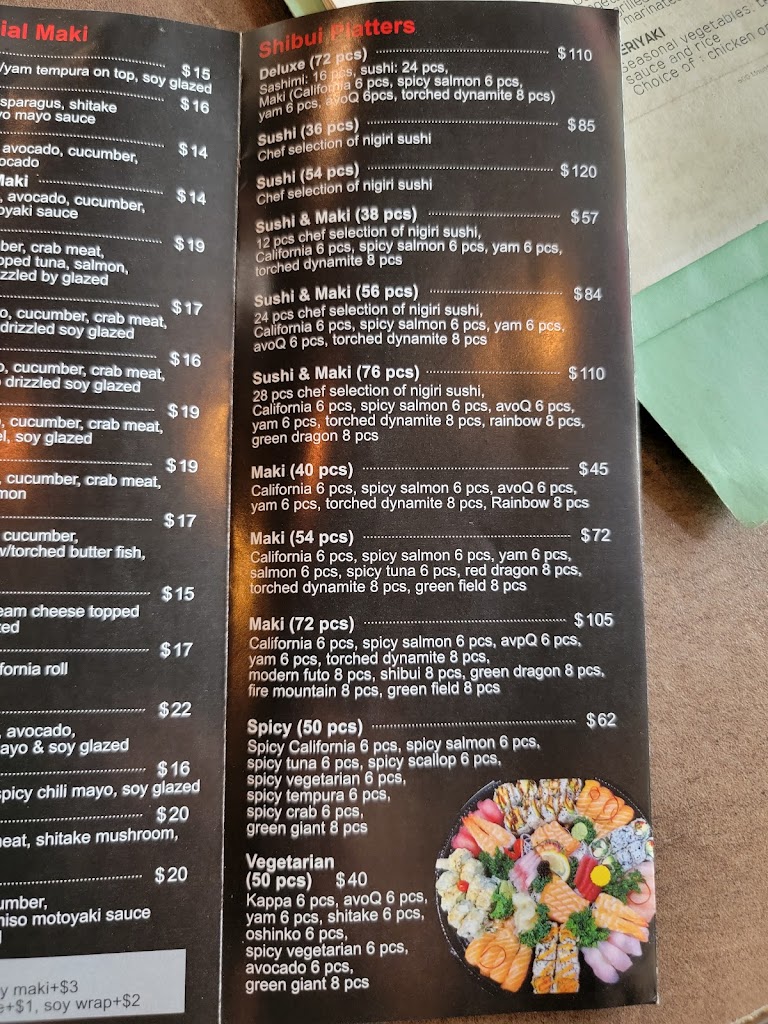 ial Maki
$15
/yam tempura on top, soy glazed
$16
sparagus, shitake
yo mayo sauce
$14
avocado, cucumber,
ocado
Maki
$14
, avocado, cucumber,
oyaki sauce
$19
ber, crab meat,
pped tuna, salmon,
zzled by glazed
$17
o, cucumber, crab meat,
drizzled soy glazed
$16
o, cucumber, crab meat,
o drizzled soy glazed
$19
, cucumber, crab meat,
el, soy glazed
$19
, cucumber, crab meat,
mon
$17
cucumber,
w/torched butter fish,
$15
eam cheese topped
zed
$17
fornia roll
$22
, avocado,
ayo & soy glazed
$16
spicy chili mayo, soy glazed
$20
neat, shitake mushroom,
$20
umber,
niso motoyaki sauce
y maki+$3
e+$1, soy wrap+$2
Shibui Platters
Deluxe (72 pcs) $110
Sashimi: 16 pcs, sushi: 24 pcs,
Maki (California 6 pcs, spicy salmon 6 pcs,
yam 6 pcs, avoQ 6pcs, torched dynamite 8 pcs)
Sushi (36 pcs) $85
Chef selection of nigiri sushi
Sushi (54 pcs) $120
Chef selection of nigiri sushi
Sushi & Maki (38 pcs) $57
12 pcs chef selection of nigiri sushi,
California 6 pcs, spicy salmon 6 pcs, yam 6 pcs,
torched dynamite 8 pcs
Sushi & Maki (56 pcs) $84
24 pcs chef selection of nigiri sushi,
California 6 pcs, spicy salmon 6 pcs, yam 6 pcs,
avoQ 6 pcs, torched dynamite 8 pcs
Sushi & Maki (76 pcs) $110
28 pcs chef selection of nigiri sushi,
California 6 pcs, spicy salmon 6 pcs, avoQ 6 pcs,
yam 6 pcs, torched dynamite 8 pcs, rainbow 8 pcs,
green dragon 8 pcs
Maki (40 pcs) $45
California 6 pcs, spicy salmon 6 pcs, avoQ 6 pcs,
yam 6 pcs, torched dynamite 8 pcs, Rainbow 8 pcs
Maki (54 pcs) $72
California 6 pcs, spicy salmon 6 pcs, yam 6 pcs,
salmon 6 pcs, spicy tuna 6 pcs, red dragon 8 pcs,
torched dynamite 8 pcs, green field 8 pcs
Maki (72 pcs) $105
California 6 pcs, spicy salmon 6 pcs, avpQ 6 pcs,
yam 6 pcs, torched dynamite 8 pcs,
modern futo 8 pcs, shibui 8 pcs, green dragon 8 pcs,
fire mountain 8 pcs, green field 8 pcs
Spicy (50 pcs) $62
Spicy California 6 pcs, spicy salmon 6 pcs,
spicy tuna 6 pcs, spicy scallop 6 pcs,
spicy vegetarian 6 pcs,
spicy tempura 6 pcs,
spicy crab 6 pcs,
green giant 8 pcs
Vegetarian
(50 pcs) $40
Kappa 6 pcs, avoQ 6 pcs,
yam 6 pcs, shitake 6 pcs,
oshinko 6 pcs,
spicy vegetarian 6 pcs,
avocado 6 pcs,
green giant 8 pcs
marinated
ERIYAKI
seasonal vegetables, te
sauce and rice
Choice of : chicken or